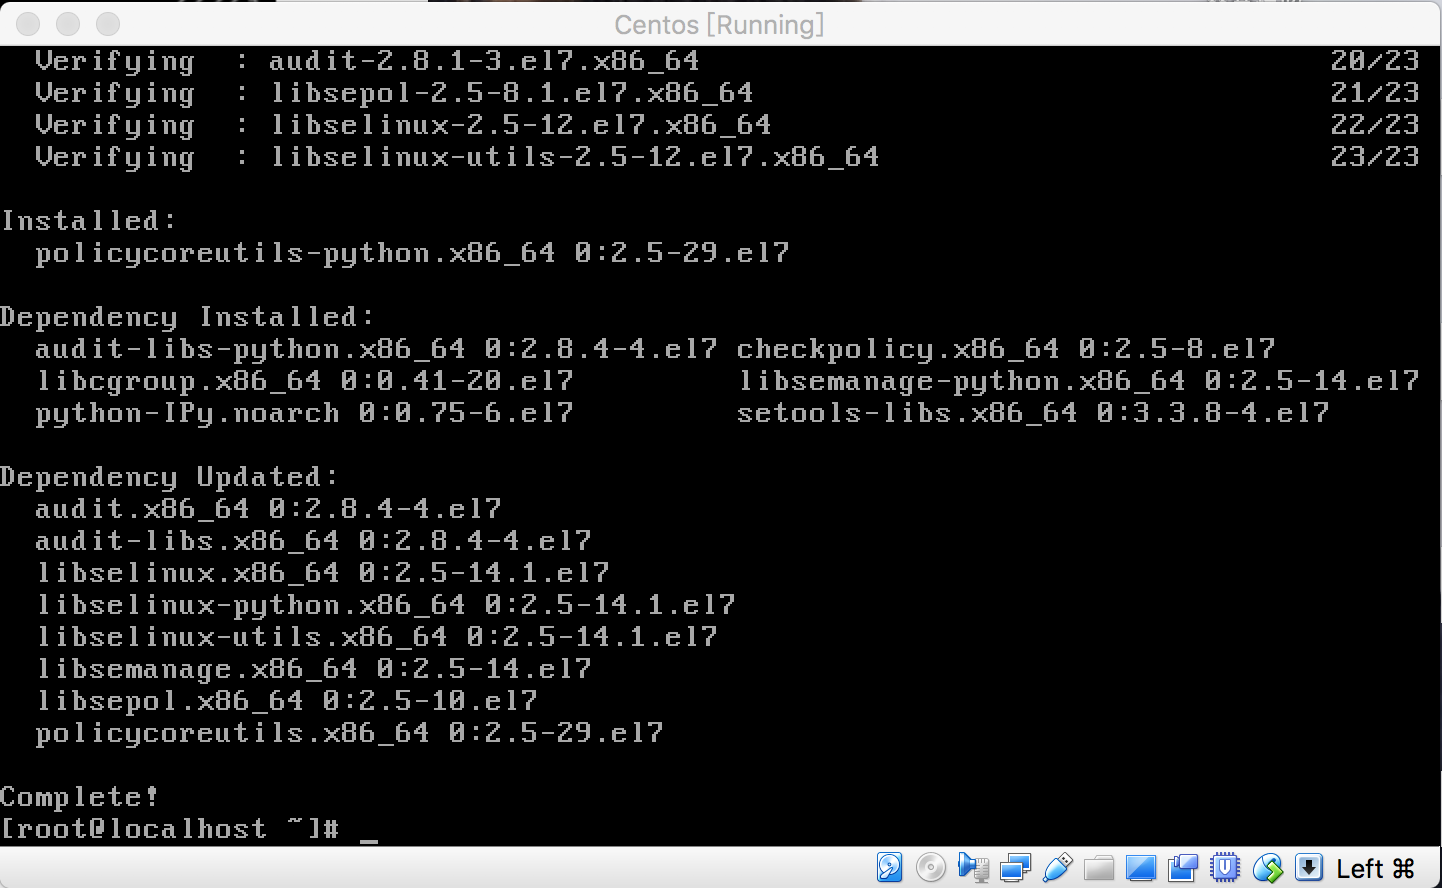 Centos [Running]
Verifying : audit-2.8.1-3.el7.x86_64 20/23
Verifying : libsepol-2.5-8.1.el7.x86_64 21/23
Verifying : libselinux-2.5-12.el7.x86_64 22/23
Verifying : libselinux-utils-2.5-12.el7.x86_64 23/23
Installed:
policycoreutils-python.x86_64 0:2.5-29.el7
Dependency Installed:
audit-libs-python.x86_64 0:2.8.4-4.el7 checkpolicy.x86_64 0:2.5-8.el7
libcgroup.x86_64 0:0.41-20.el7 libsemanage-python.x86_64 0:2.5-14.el7
python-IPy.noarch 0:0.75-6.el7 setools-libs.x86_64 0:3.3.8-4.el7
Dependency Updated:
audit.x86_64 0:2.8.4-4.el7
audit-libs.x86_64 0:2.8.4-4.el7
libselinux.x86_64 0:2.5-14.1.el7
libselinux-python.x86_64 0:2.5-14.1.el7
libselinux-utils.x86_64 0:2.5-14.1.el7
libsemanage.x86_64 0:2.5-14.el7
libsepol.x86_64 0:2.5-10.el7
policycoreutils.x86_64 0:2.5-29.el7
Complete!
[root@localhost ~]# _
Left ⌘